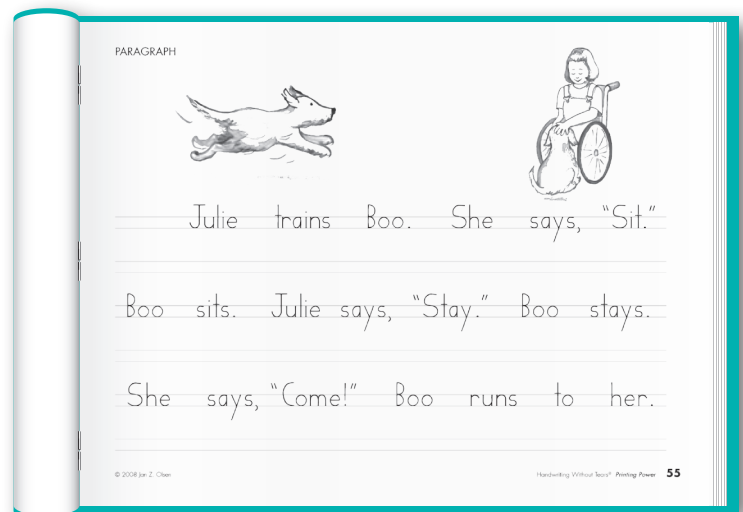 PARAGRAPH
Julie trains Boo. She says, “Sit.”
Boo sits. Julie says, “Stay.” Boo stays.
She says, “Come!” Boo runs to her.
© 2008 Jan Z. Olsen
Handwriting Without Tears® Printing Power 55